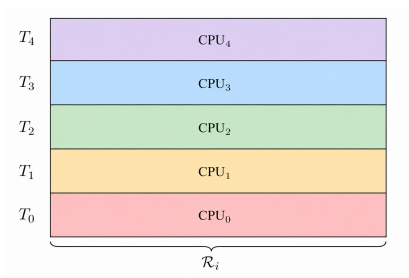 T₄ CPU₄
T₃ CPU₃
T₂ CPU₂
T₁ CPU₁
T₀ CPU₀
ℛᵢ